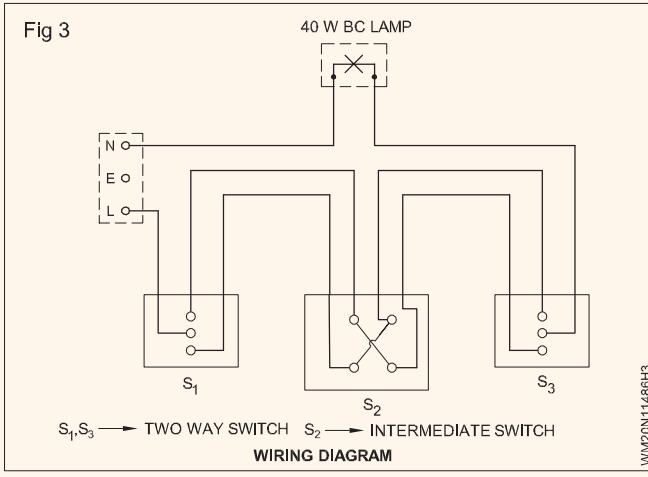 Fig 3
40 W BC LAMP
N
E
L
S1
S2
S3
S1,S3 → TWO WAY SWITCH S2 → INTERMEDIATE SWITCH
WIRING DIAGRAM
WM20N11486H3